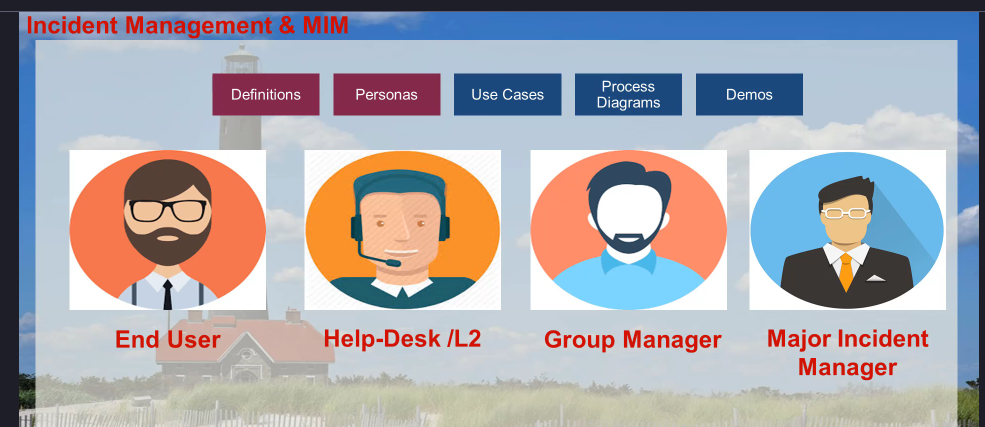 Incident Management & MIM
Definitions
Personas
Use Cases
Process
Diagrams
Demos
End User
Help-Desk /L2
Group Manager
Major Incident
Manager